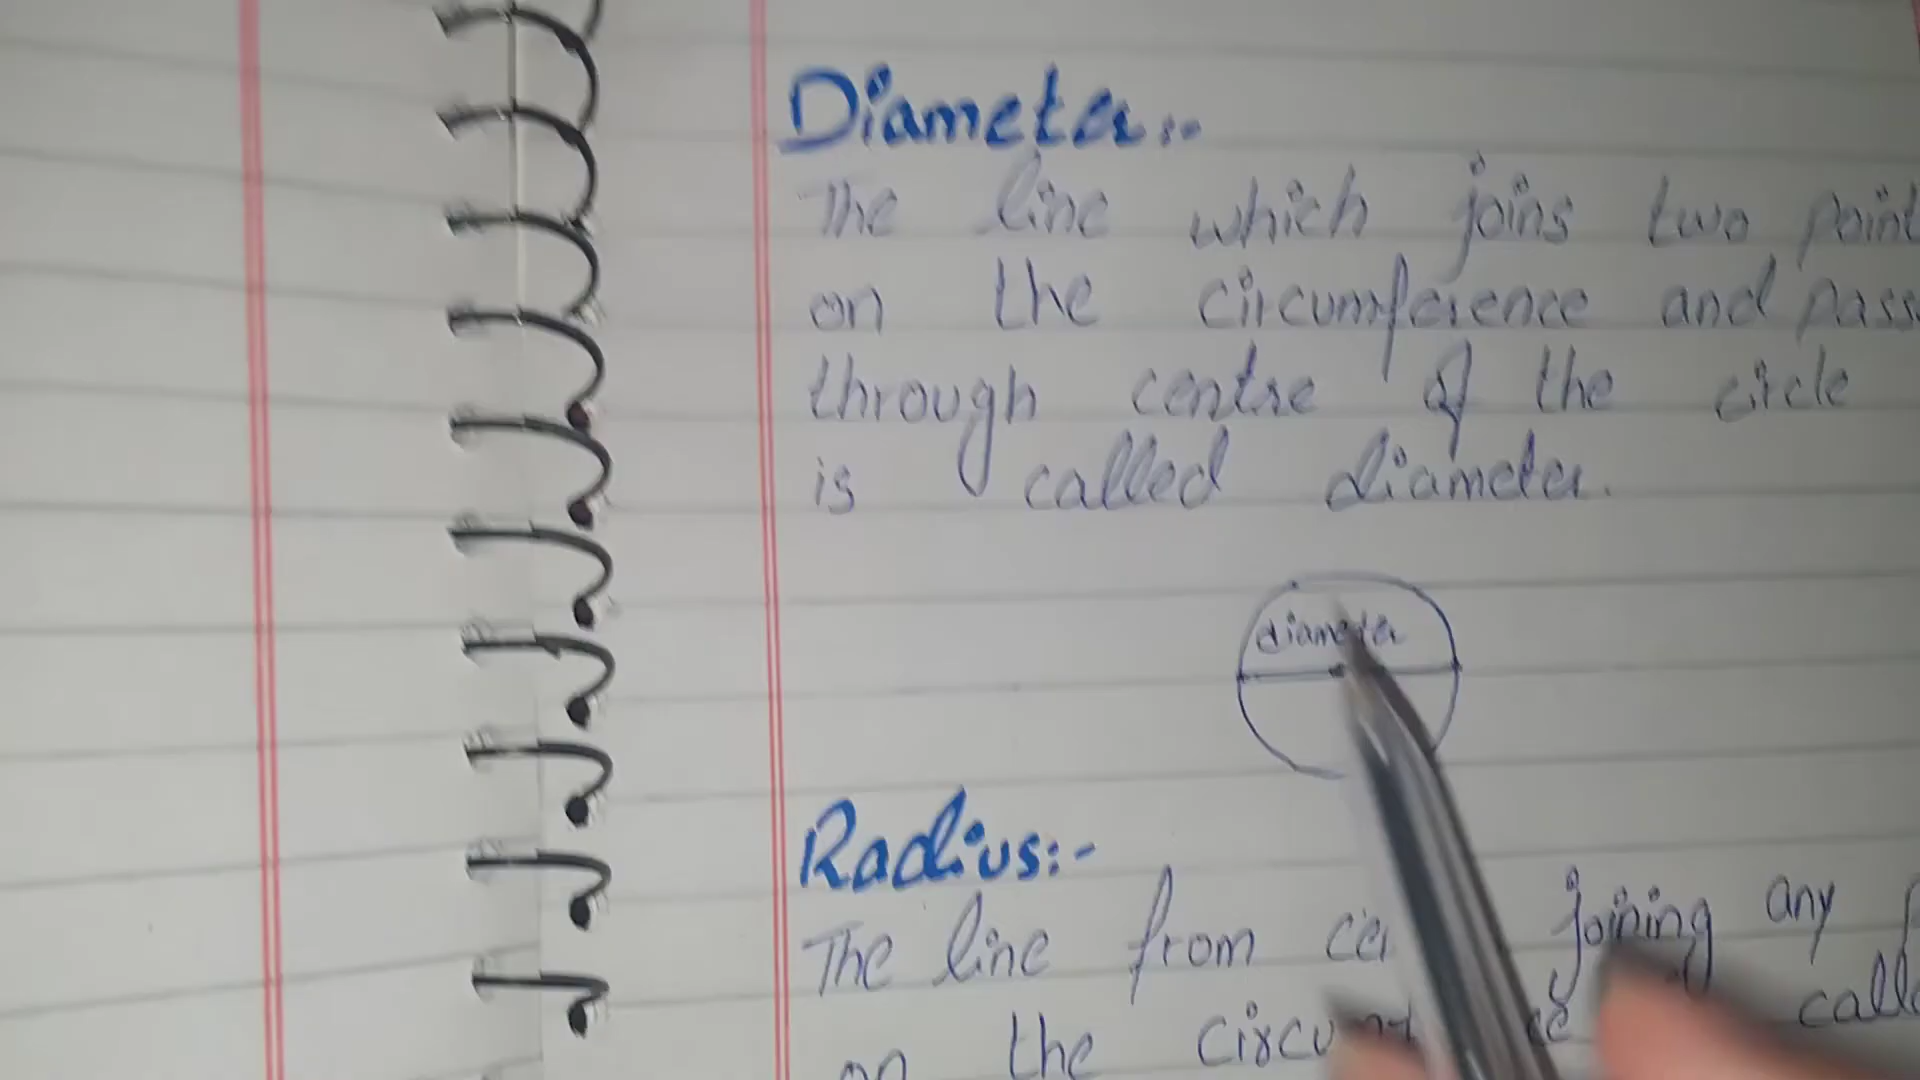 Diameter:-
The line which joins two point
on the circumference and pass
through centre of the circle
is called diameter.
diameter
Radius:-
The line from joining any
on the call